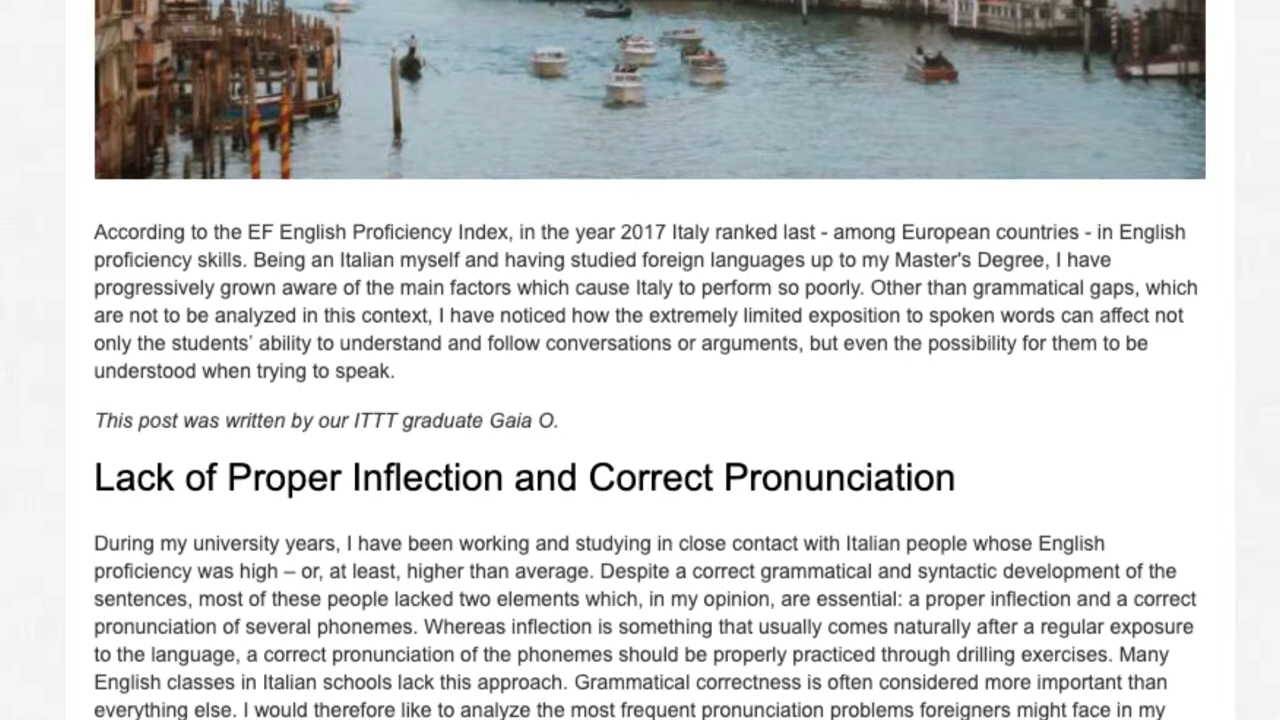 According to the EF English Proficiency Index, in the year 2017 Italy ranked last - among European countries - in English
proficiency skills. Being an Italian myself and having studied foreign languages up to my Master's Degree, I have
progressively grown aware of the main factors which cause Italy to perform so poorly. Other than grammatical gaps, which
are not to be analyzed in this context, I have noticed how the extremely limited exposition to spoken words can affect not
only the students’ ability to understand and follow conversations or arguments, but even the possibility for them to be
understood when trying to speak.
This post was written by our ITTT graduate Gaia O.
Lack of Proper Inflection and Correct Pronunciation
During my university years, I have been working and studying in close contact with Italian people whose English
proficiency was high – or, at least, higher than average. Despite a correct grammatical and syntactic development of the
sentences, most of these people lacked two elements which, in my opinion, are essential: a proper inflection and a correct
pronunciation of several phonemes. Whereas inflection is something that usually comes naturally after a regular exposure
to the language, a correct pronunciation of the phonemes should be properly practiced through drilling exercises. Many
English classes in Italian schools lack this approach. Grammatical correctness is often considered more important than
everything else. I would therefore like to analyze the most frequent pronunciation problems foreigners might face in my